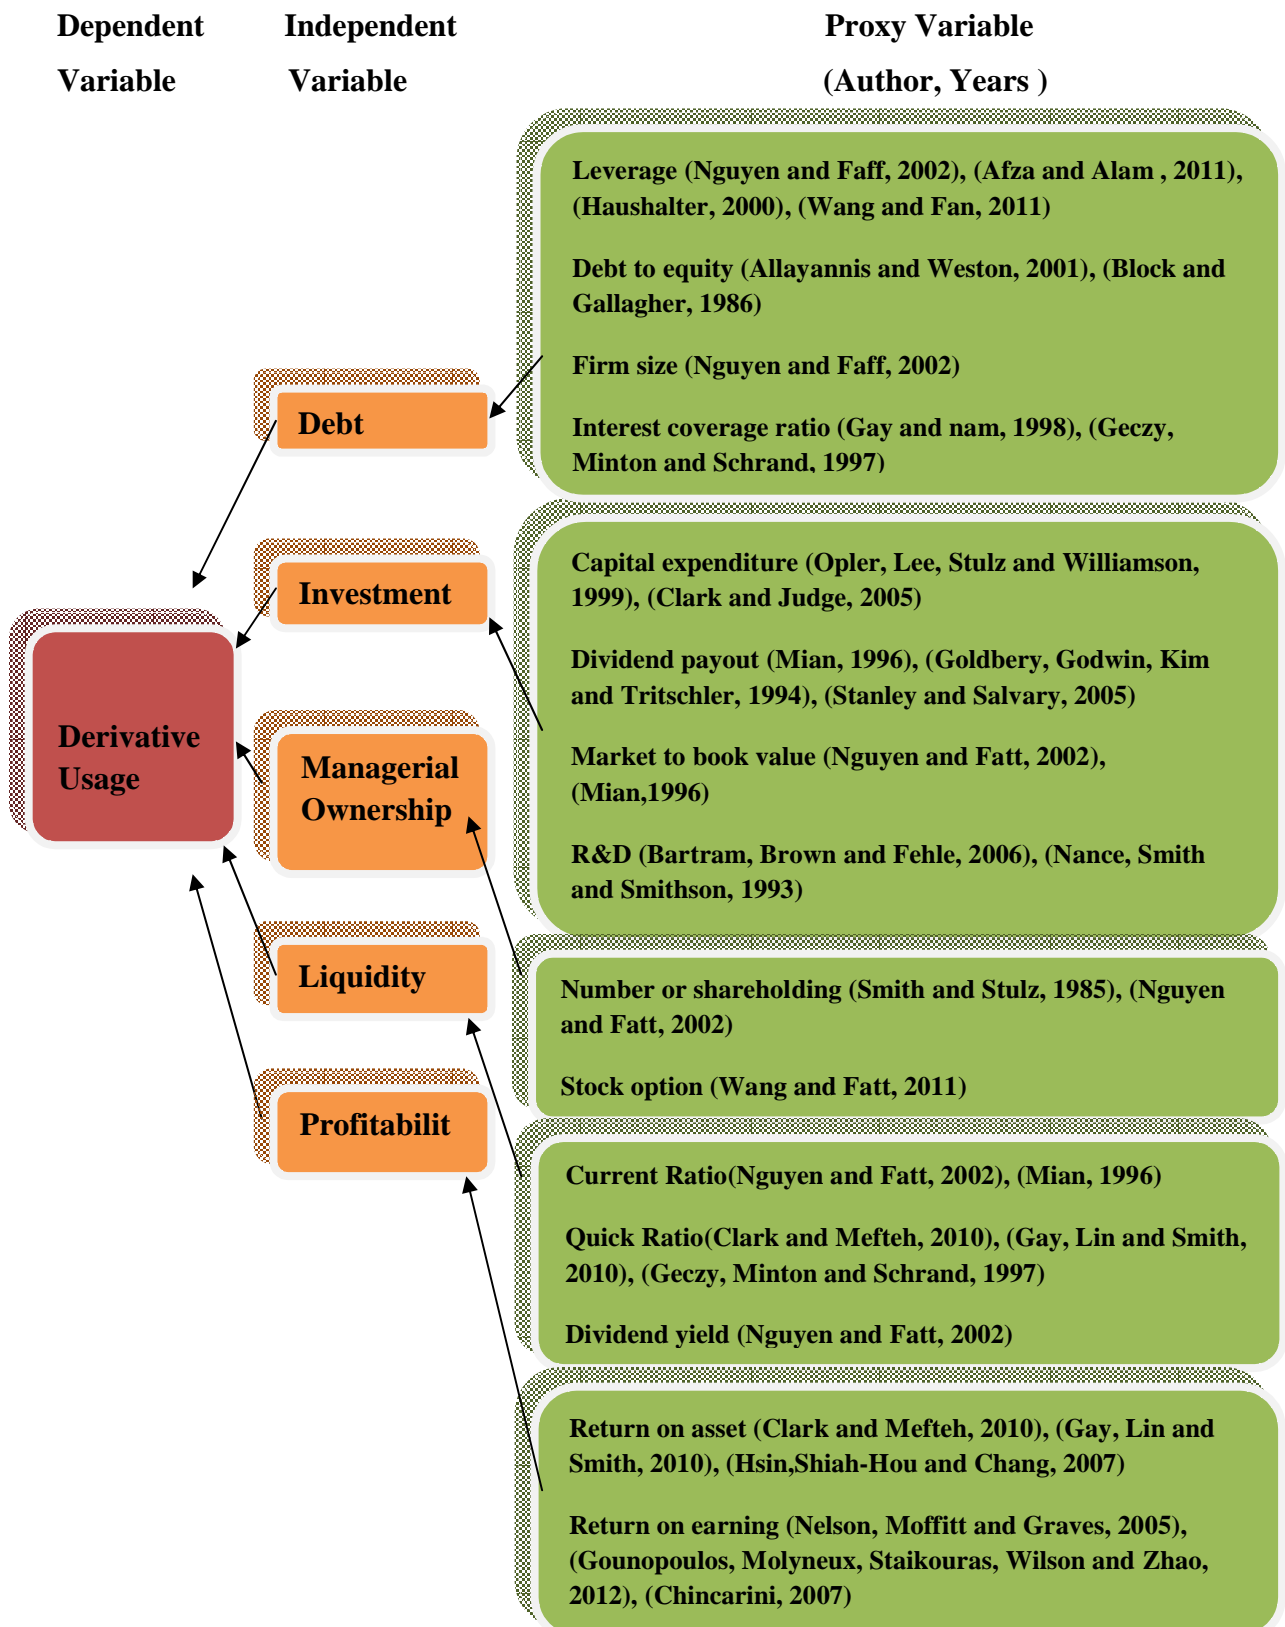 Dependent Independent Proxy Variable
Variable Variable (Author, Years )
Leverage (Nguyen and Faff, 2002), (Afza and Alam , 2011),
(Haushalter, 2000), (Wang and Fan, 2011)
Debt to equity (Allayannis and Weston, 2001), (Block and
Gallagher, 1986)
Firm size (Nguyen and Faff, 2002)
Interest coverage ratio (Gay and nam, 1998), (Geczy,
Minton and Schrand, 1997)
Debt
Capital expenditure (Opler, Lee, Stulz and Williamson,
1999), (Clark and Judge, 2005)
Dividend payout (Mian, 1996), (Goldbery, Godwin, Kim
and Tritschler, 1994), (Stanley and Salvary, 2005)
Market to book value (Nguyen and Fatt, 2002),
(Mian,1996)
R&D (Bartram, Brown and Fehle, 2006), (Nance, Smith
and Smithson, 1993)
Investment
Derivative
Usage
Managerial
Ownership
Number or shareholding (Smith and Stulz, 1985), (Nguyen
and Fatt, 2002)
Stock option (Wang and Fatt, 2011)
Liquidity
Current Ratio(Nguyen and Fatt, 2002), (Mian, 1996)
Quick Ratio(Clark and Mefteh, 2010), (Gay, Lin and Smith,
2010), (Geczy, Minton and Schrand, 1997)
Dividend yield (Nguyen and Fatt, 2002)
Profitabilit
Return on asset (Clark and Mefteh, 2010), (Gay, Lin and
Smith, 2010), (Hsin,Shiah-Hou and Chang, 2007)
Return on earning (Nelson, Moffitt and Graves, 2005),
(Gounopoulos, Molyneux, Staikouras, Wilson and Zhao,
2012), (Chincarini, 2007)